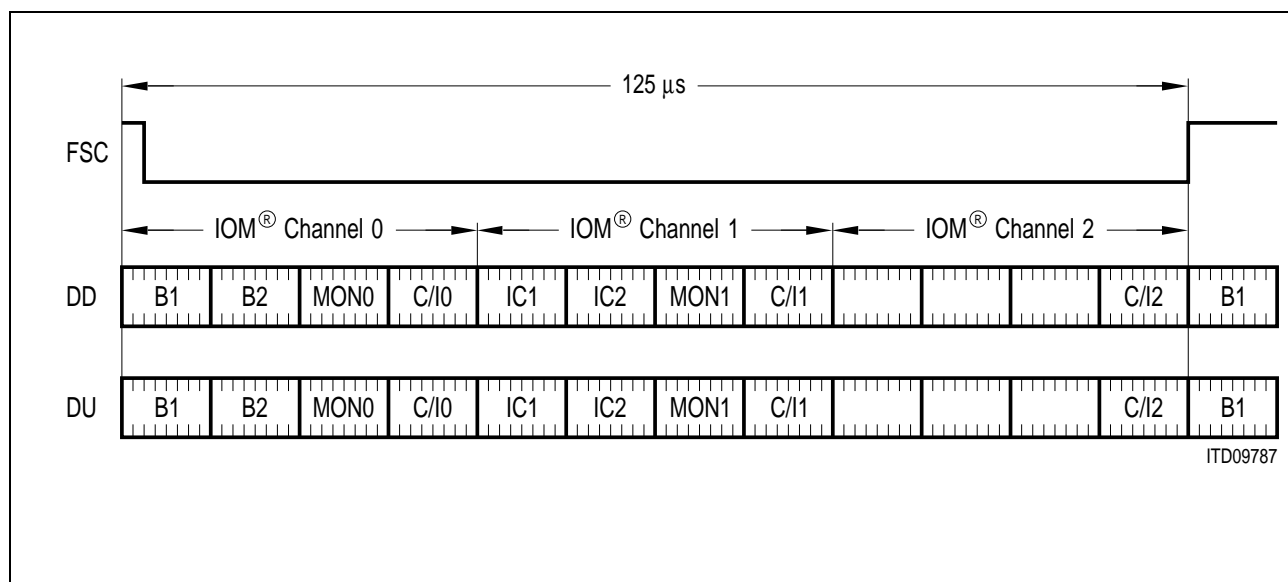 125 µs
FSC
IOM® Channel 0 IOM® Channel 1 IOM® Channel 2
DD B1 B2 MON0 C/I0 IC1 IC2 MON1 C/I1 C/I2 B1
DU B1 B2 MON0 C/I0 IC1 IC2 MON1 C/I1 C/I2 B1
ITD09787